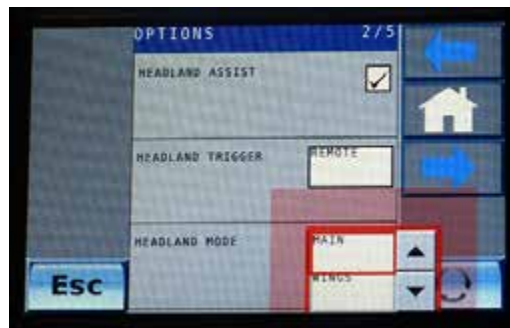 OPTIONS 2/5
HEADLAND ASSIST
HEADLAND TRIGGER REMOTE
HEADLAND MODE MAIN
WINGS
Esc